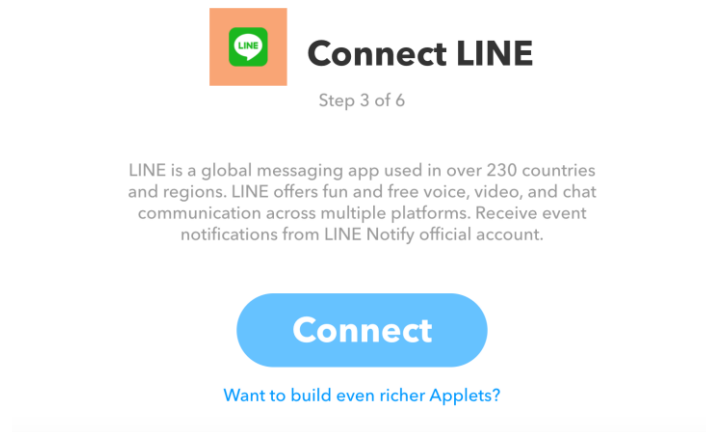 LINE
Connect LINE
Step 3 of 6
LINE is a global messaging app used in over 230 countries
and regions. LINE offers fun and free voice, video, and chat
communication across multiple platforms. Receive event
notifications from LINE Notify official account.
Connect
Want to build even richer Applets?